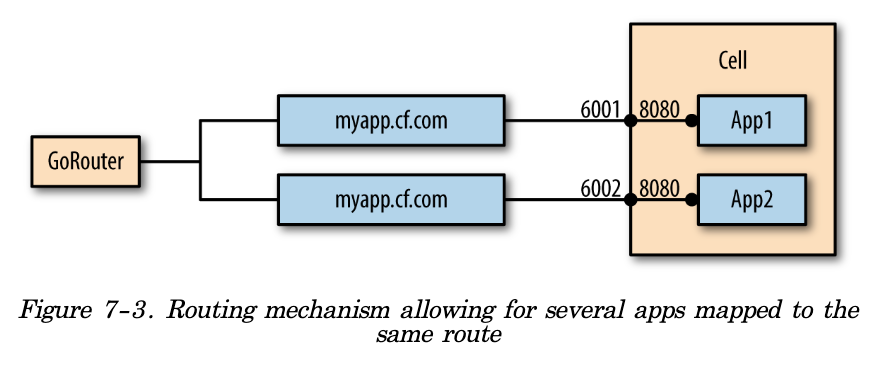 Cell
6001 8080
myapp.cf.com
App1
GoRouter
6002 8080
myapp.cf.com
App2
Figure 7-3. Routing mechanism allowing for several apps mapped to the
same route